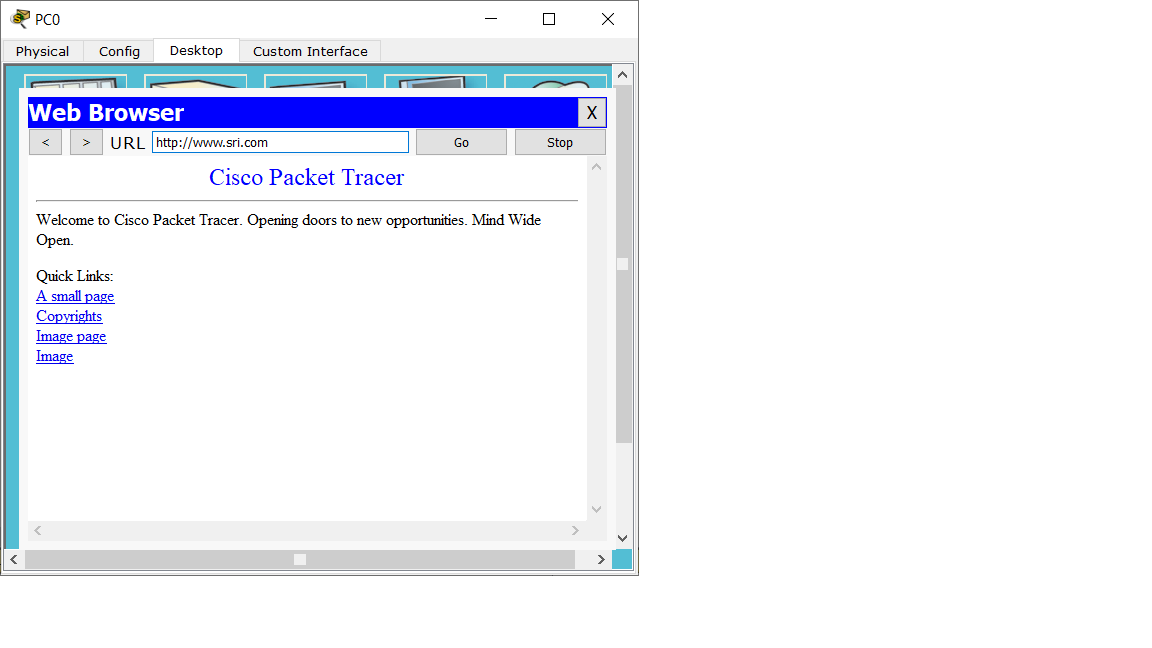 PC0
Physical Config Desktop Custom Interface
Web Browser X
< > URL http://www.sri.com Go Stop
Cisco Packet Tracer
Welcome to Cisco Packet Tracer. Opening doors to new opportunities. Mind Wide
Open.
Quick Links:
A small page
Copyrights
Image page
Image